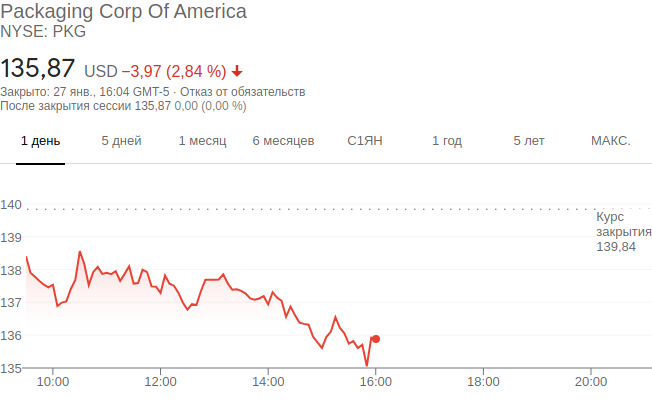 Packaging Corp Of America
NYSE: PKG
135,87 USD −3,97 (2,84 %)
Закрыто: 27 янв., 16:04 GMT-5 · Отказ от обязательств
После закрытия сессии 135,87 0,00 (0,00 %)
1 день 5 дней 1 месяц 6 месяцев С1ЯН 1 год 5 лет МАКС.
140
Курс
закрытия
139,84
139
138
137
136
135
10:00 12:00 14:00 16:00 18:00 20:00